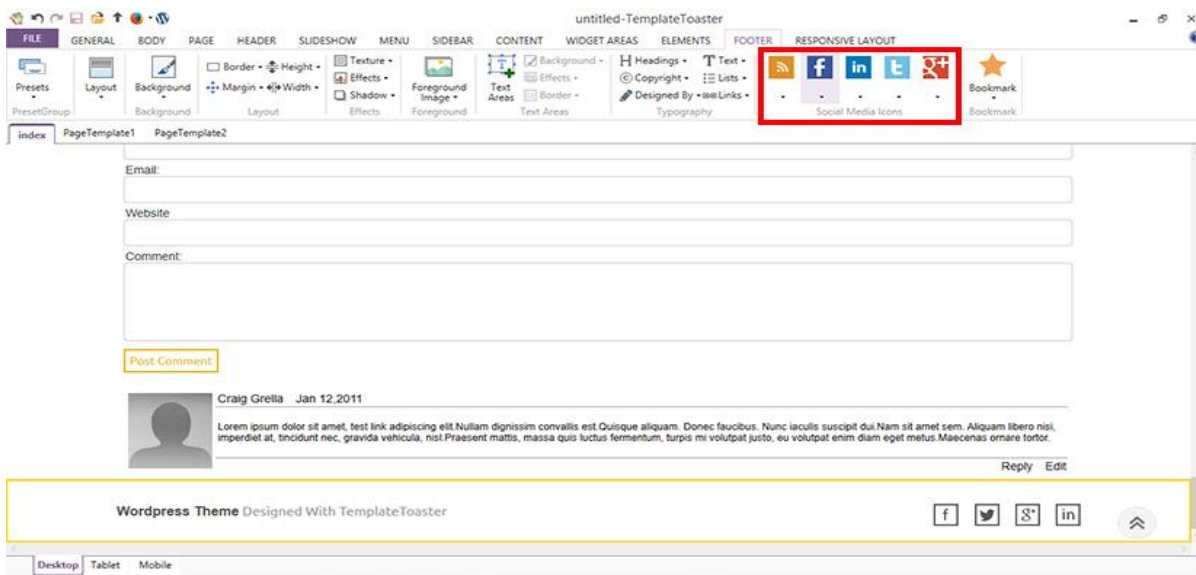 untitled-TemplateToaster
FILE GENERAL BODY PAGE HEADER SLIDESHOW MENU SIDEBAR CONTENT WIDGET AREAS ELEMENTS FOOTER RESPONSIVE LAYOUT
Presets
PresetGroup
Layout
Background
Background
Border
Height
Margin
Width
Layout
Texture
Effects
Shadow
Effects
Foreground
Image
Foreground
Text
Areas
Background
Effects
Border
Text Areas
Headings
Text
Copyright
Lists
Designed By
Links
Typography
f in t g+
Social Media Icons
Bookmark
Bookmark
index PageTemplate1 PageTemplate2
Email:
Website
Comment:
Post Comment
Craig Grella Jan 12,2011
Lorem ipsum dolor sit amet, test link adipiscing elit.Nullam dignissim convallis est.Quisque aliquam. Donec faucibus. Nunc iaculis suscipit dui.Nam sit amet sem. Aliquam libero nisi,
imperdiet at, tincidunt nec, gravida vehicula, nisl.Praesent mattis, massa quis luctus fermentum, turpis mi volutpat justo, eu volutpat enim diam eget metus.Maecenas ornare tortor.
Reply Edit
Wordpress Theme Designed With TemplateToaster
f g+ in
Desktop Tablet Mobile